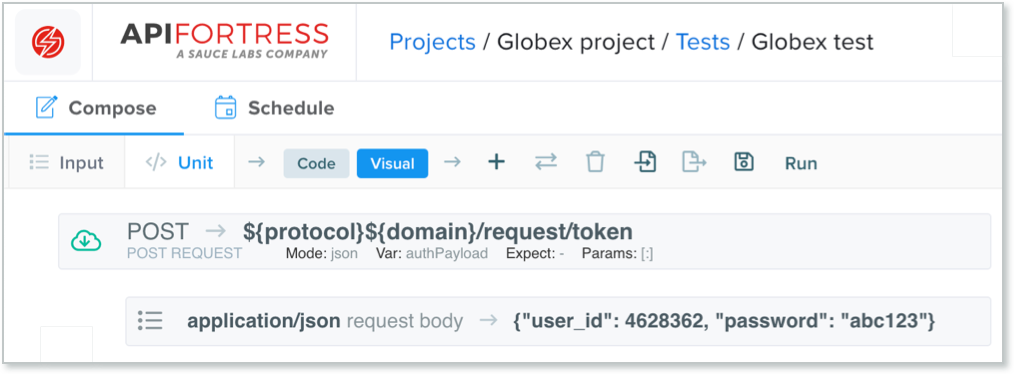 APIFORTRESS
A SAUCE LABS COMPANY
Projects / Globex project / Tests / Globex test
Compose
Schedule
Input </> Unit → Code Visual → + Run
POST → ${protocol}${domain}/request/token
POST REQUEST Mode: json Var: authPayload Expect: - Params: [:]
application/json request body → {"user_id": 4628362, "password": "abc123"}